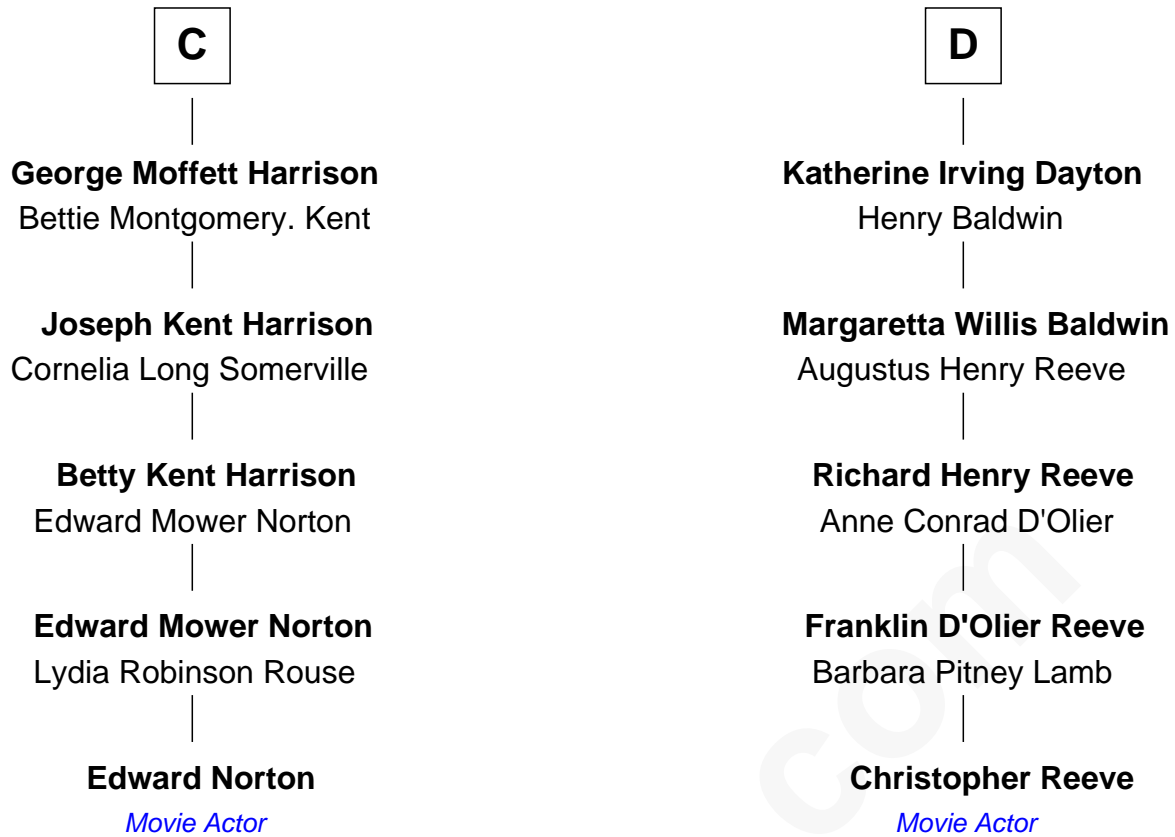 C
George Moffett Harrison
Bettie Montgomery. Kent
Joseph Kent Harrison
Cornelia Long Somerville
Betty Kent Harrison
Edward Mower Norton
Edward Mower Norton
Lydia Robinson Rouse
Edward Norton
Movie Actor
D
Katherine Irving Dayton
Henry Baldwin
Margaretta Willis Baldwin
Augustus Henry Reeve
Richard Henry Reeve
Anne Conrad D'Olier
Franklin D'Olier Reeve
Barbara Pitney Lamb
Christopher Reeve
Movie Actor
com